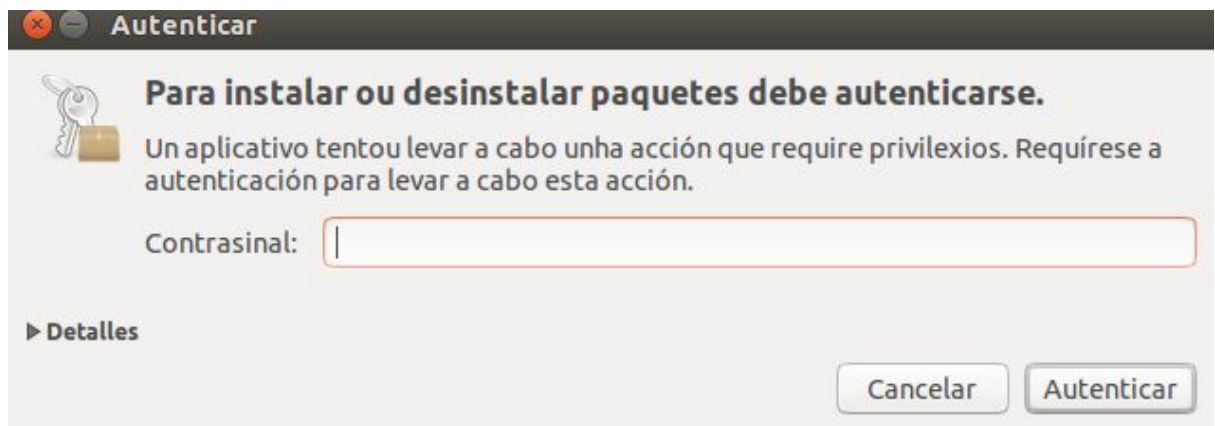 Autenticar
Para instalar ou desinstalar paquetes debe autenticarse.
Un aplicativo tentou levar a cabo unha acción que require privilexios. Requírese a
autenticación para levar a cabo esta acción.
Contrasinal:
Detalles
Cancelar Autenticar